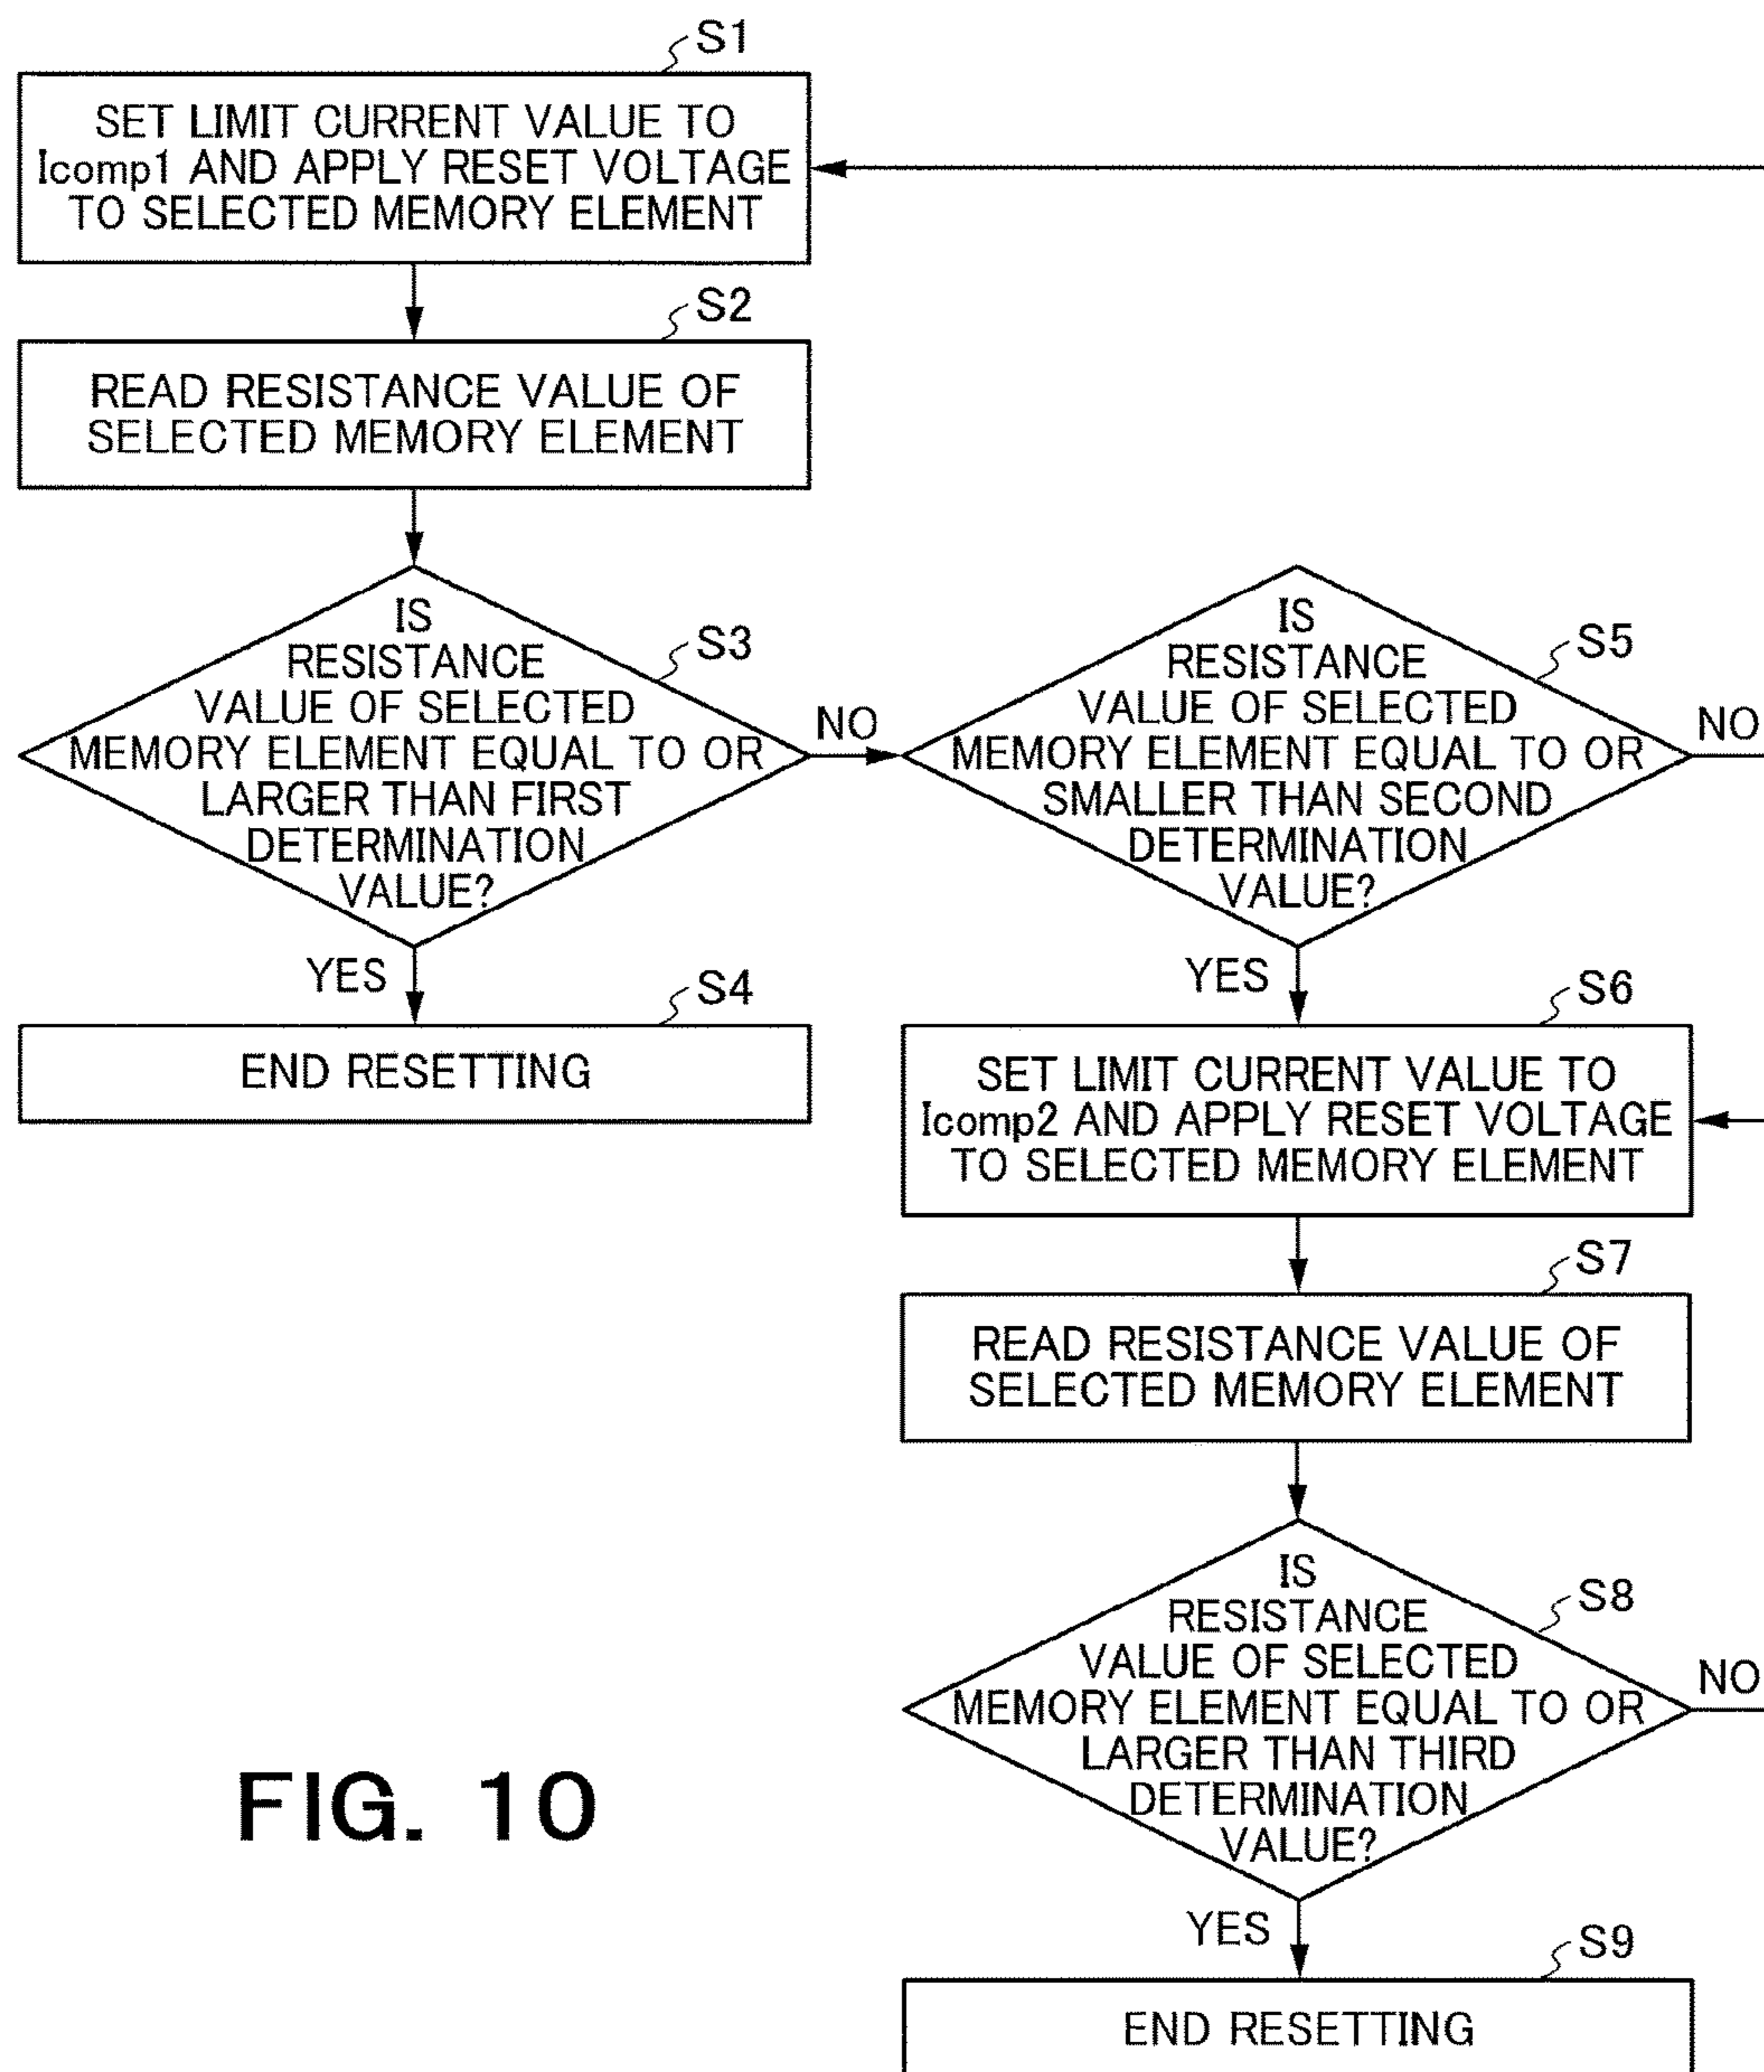 S1
SET LIMIT CURRENT VALUE TO
Icomp1 AND APPLY RESET VOLTAGE
TO SELECTED MEMORY ELEMENT
S2
READ RESISTANCE VALUE OF
SELECTED MEMORY ELEMENT
S3
IS
RESISTANCE
VALUE OF SELECTED
MEMORY ELEMENT EQUAL TO OR
LARGER THAN FIRST
DETERMINATION
VALUE?
NO
YES
S4
END RESETTING
S5
IS
RESISTANCE
VALUE OF SELECTED
MEMORY ELEMENT EQUAL TO OR
SMALLER THAN SECOND
DETERMINATION
VALUE?
NO
YES
S6
SET LIMIT CURRENT VALUE TO
Icomp2 AND APPLY RESET VOLTAGE
TO SELECTED MEMORY ELEMENT
S7
READ RESISTANCE VALUE OF
SELECTED MEMORY ELEMENT
S8
IS
RESISTANCE
VALUE OF SELECTED
MEMORY ELEMENT EQUAL TO OR
LARGER THAN THIRD
DETERMINATION
VALUE?
NO
YES
S9
END RESETTING
FIG. 10